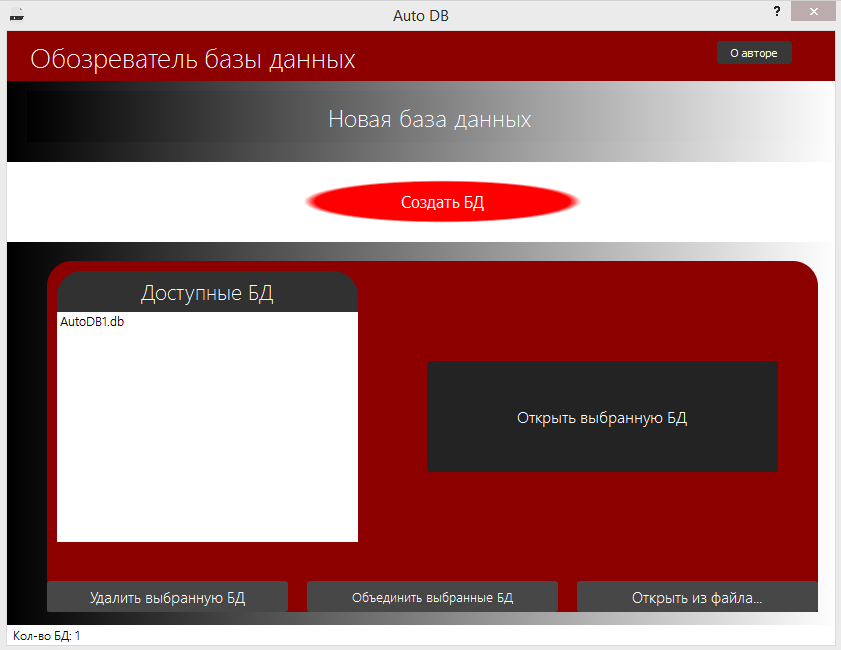 Auto DB
?
Обозреватель базы данных
О авторе
Новая база данных
Создать БД
Доступные БД
AutoDB1.db
Открыть выбранную БД
Удалить выбранную БД
Объединить выбранные БД
Открыть из файла...
Кол-во БД: 1